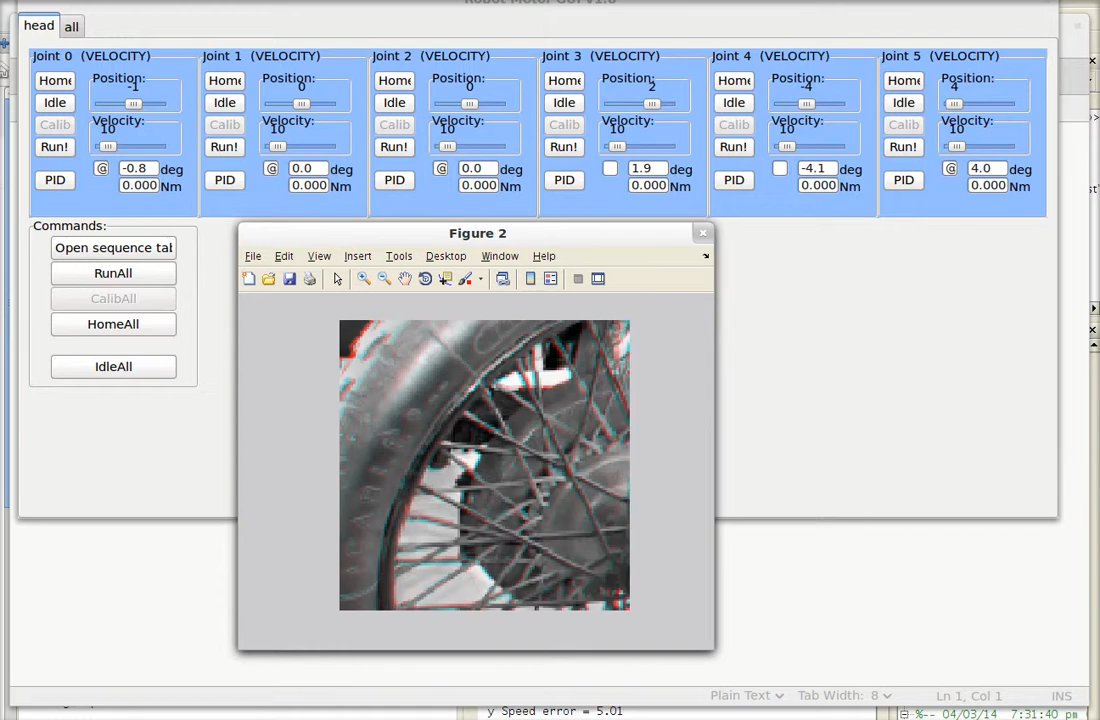 Robot Motor GUI v1.0
head all
Joint 0 (VELOCITY) Joint 1 (VELOCITY) Joint 2 (VELOCITY) Joint 3 (VELOCITY) Joint 4 (VELOCITY) Joint 5 (VELOCITY)
Home Position: Home Position: Home Position: Home Position: Home Position: Home Position:
-1 0 0 2 -4 4
Idle Idle Idle Idle Idle Idle
Calib Velocity: Calib Velocity: Calib Velocity: Calib Velocity: Calib Velocity: Calib Velocity:
10 10 10 10 10 10
Run! Run! Run! Run! Run! Run!
@ -0.8 deg @ 0.0 deg @ 0.0 deg 1.9 deg -4.1 deg @ 4.0 deg
PID 0.000 Nm PID 0.000 Nm PID 0.000 Nm PID 0.000 Nm PID 0.000 Nm PID 0.000 Nm
Commands:
Open sequence tab
RunAll
CalibAll
HomeAll
IdleAll
Figure 2
File Edit View Insert Tools Desktop Window Help
Plain Text Tab Width: 8 Ln 1, Col 1 INS
y Speed error = 5.01
%-- 04/03/14 7:31:40 pm